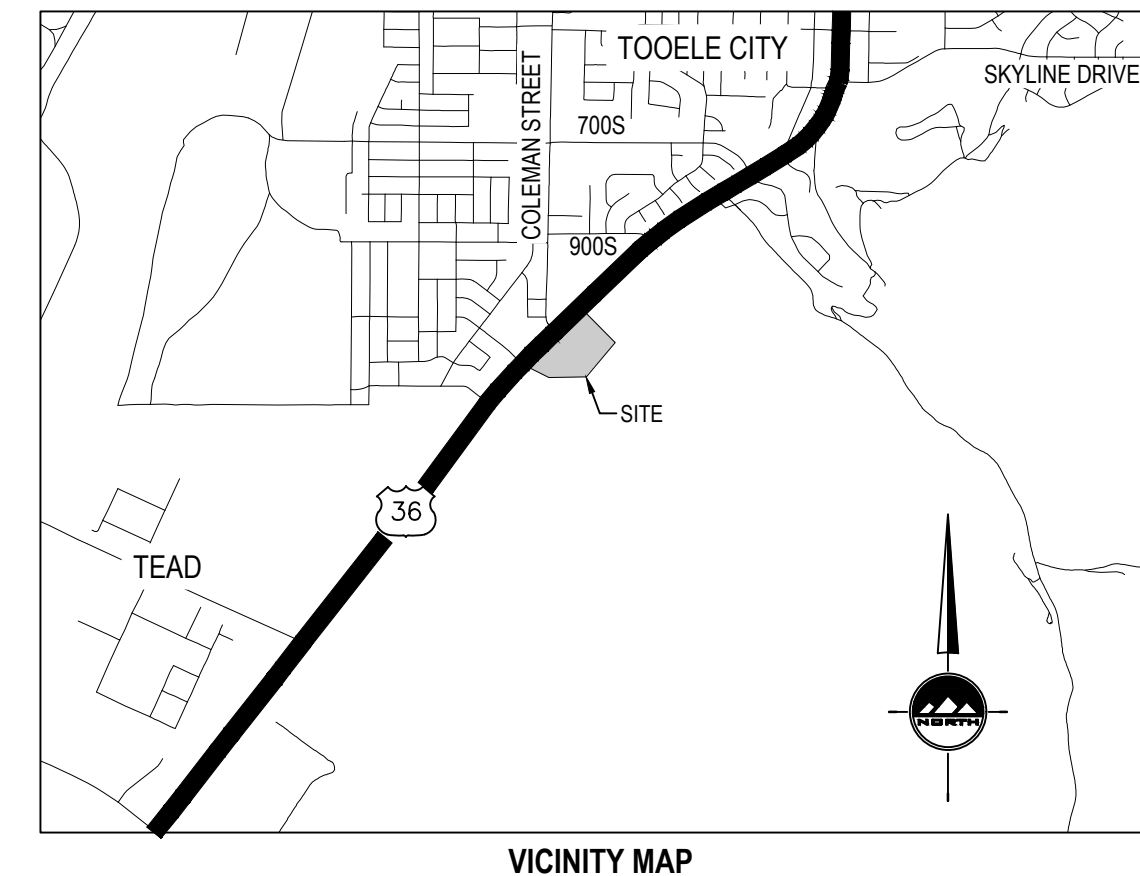 TOOELE CITY
SKYLINE DRIVE
COLEMAN STREET
700S
900S
SITE
36
TEAD
NORTH
VICINITY MAP